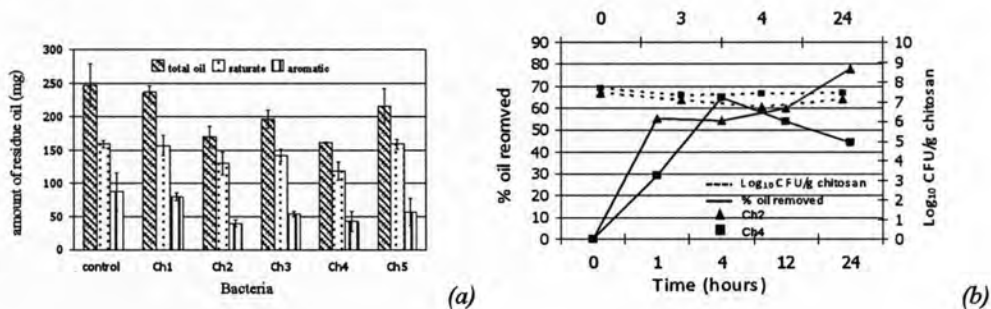 300
250
200
150
100
50
0
amount of residue oil (mg)
total oil saturate aromatic
control Ch1 Ch2 Ch3 Ch4 Ch5
Bacteria
(a)
0 3 4 24
90
80
70
60
50
40
30
20
10
0
% oil reomved
10
9
8
7
6
5
4
3
2
1
0
Log₁₀ CFU/g chitosan
Log₁₀ CFU/g chitosan
% oil removed
Ch2
Ch4
0 1 4 12 24
Time (hours)
(b)